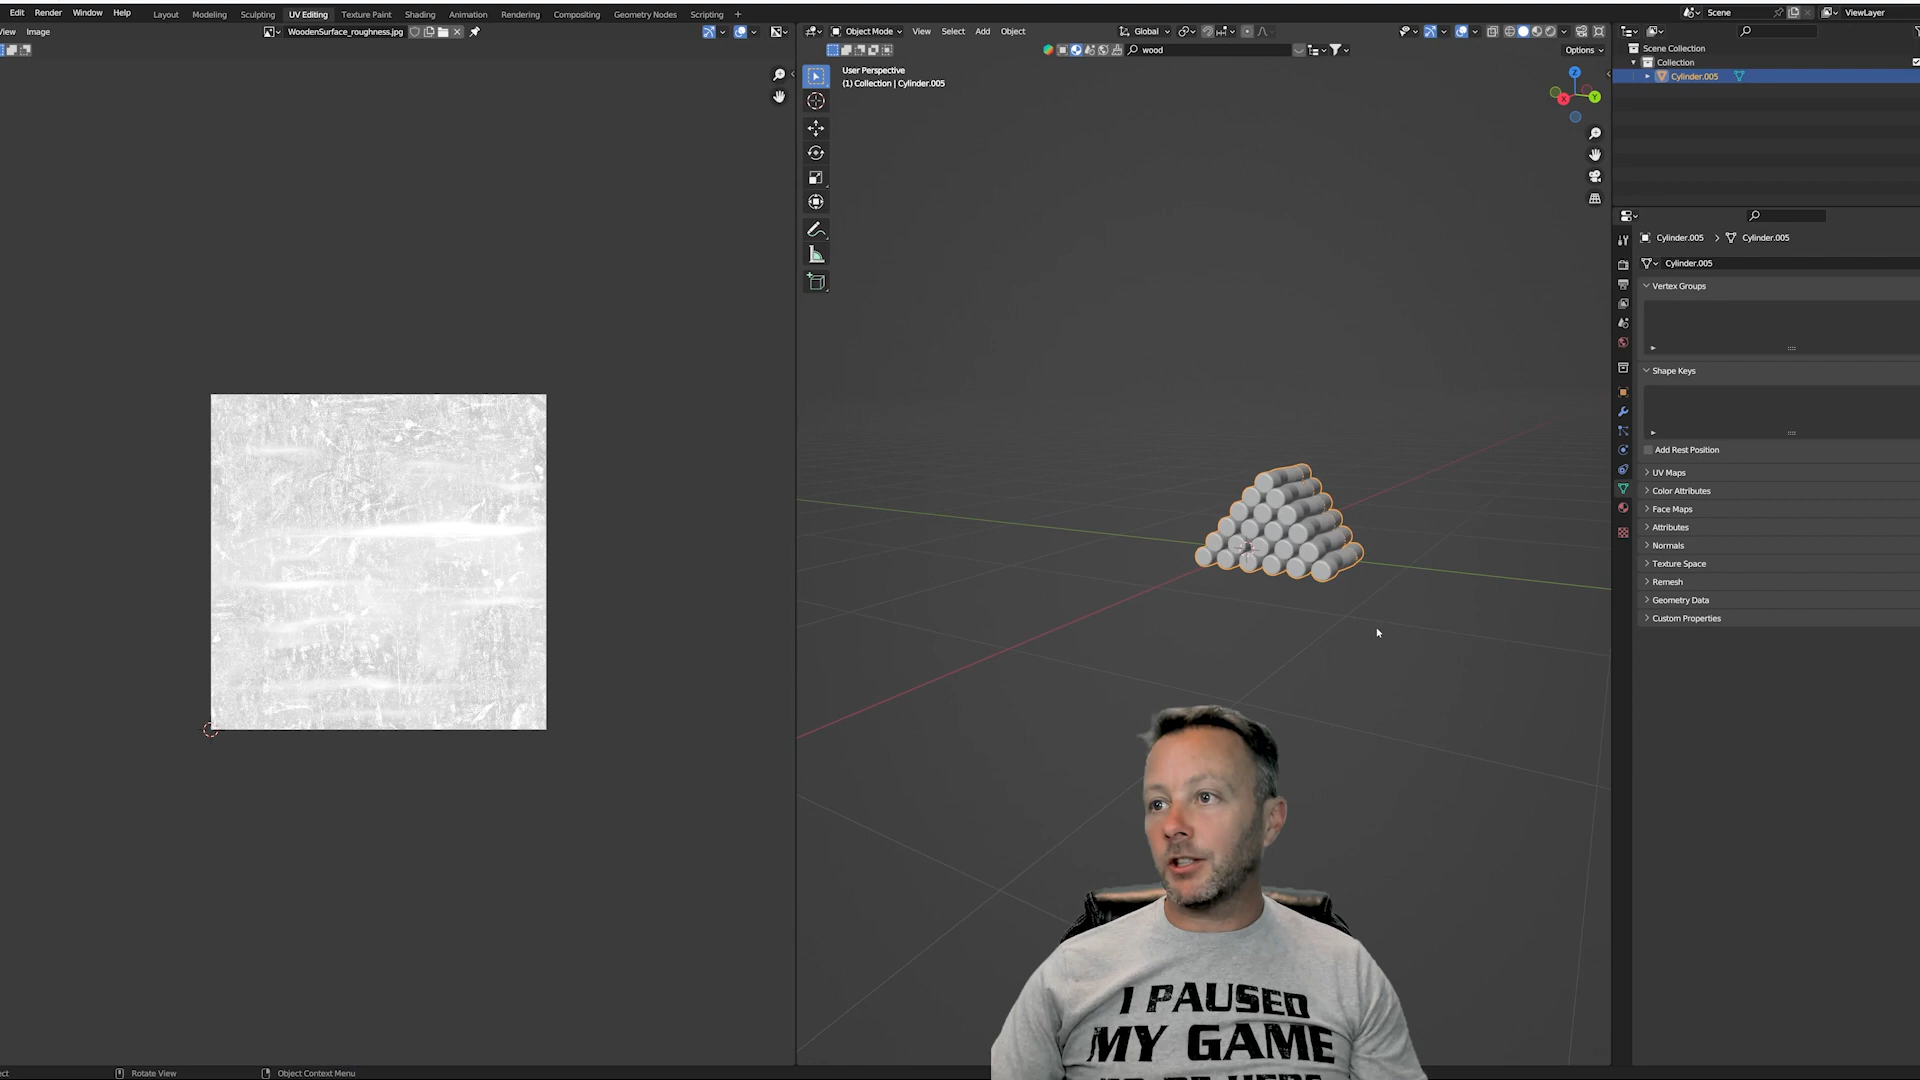 Edit Render Window Help Layout Modeling Sculpting UV Editing Texture Paint Shading Animation Rendering Compositing Geometry Nodes Scripting + Scene ViewLayer
View Image WoodenSurface_roughness.jpg Object Mode View Select Add Object Global
wood Options
User Perspective
(1) Collection | Cylinder.005
Z
X Y
Scene Collection
Collection
Cylinder.005
Cylinder.005 > Cylinder.005
Cylinder.005
Vertex Groups
Shape Keys
Add Rest Position
UV Maps
Color Attributes
Face Maps
Attributes
Normals
Texture Space
Remesh
Geometry Data
Custom Properties
I PAUSED
MY GAME
Rotate View Object Context Menu